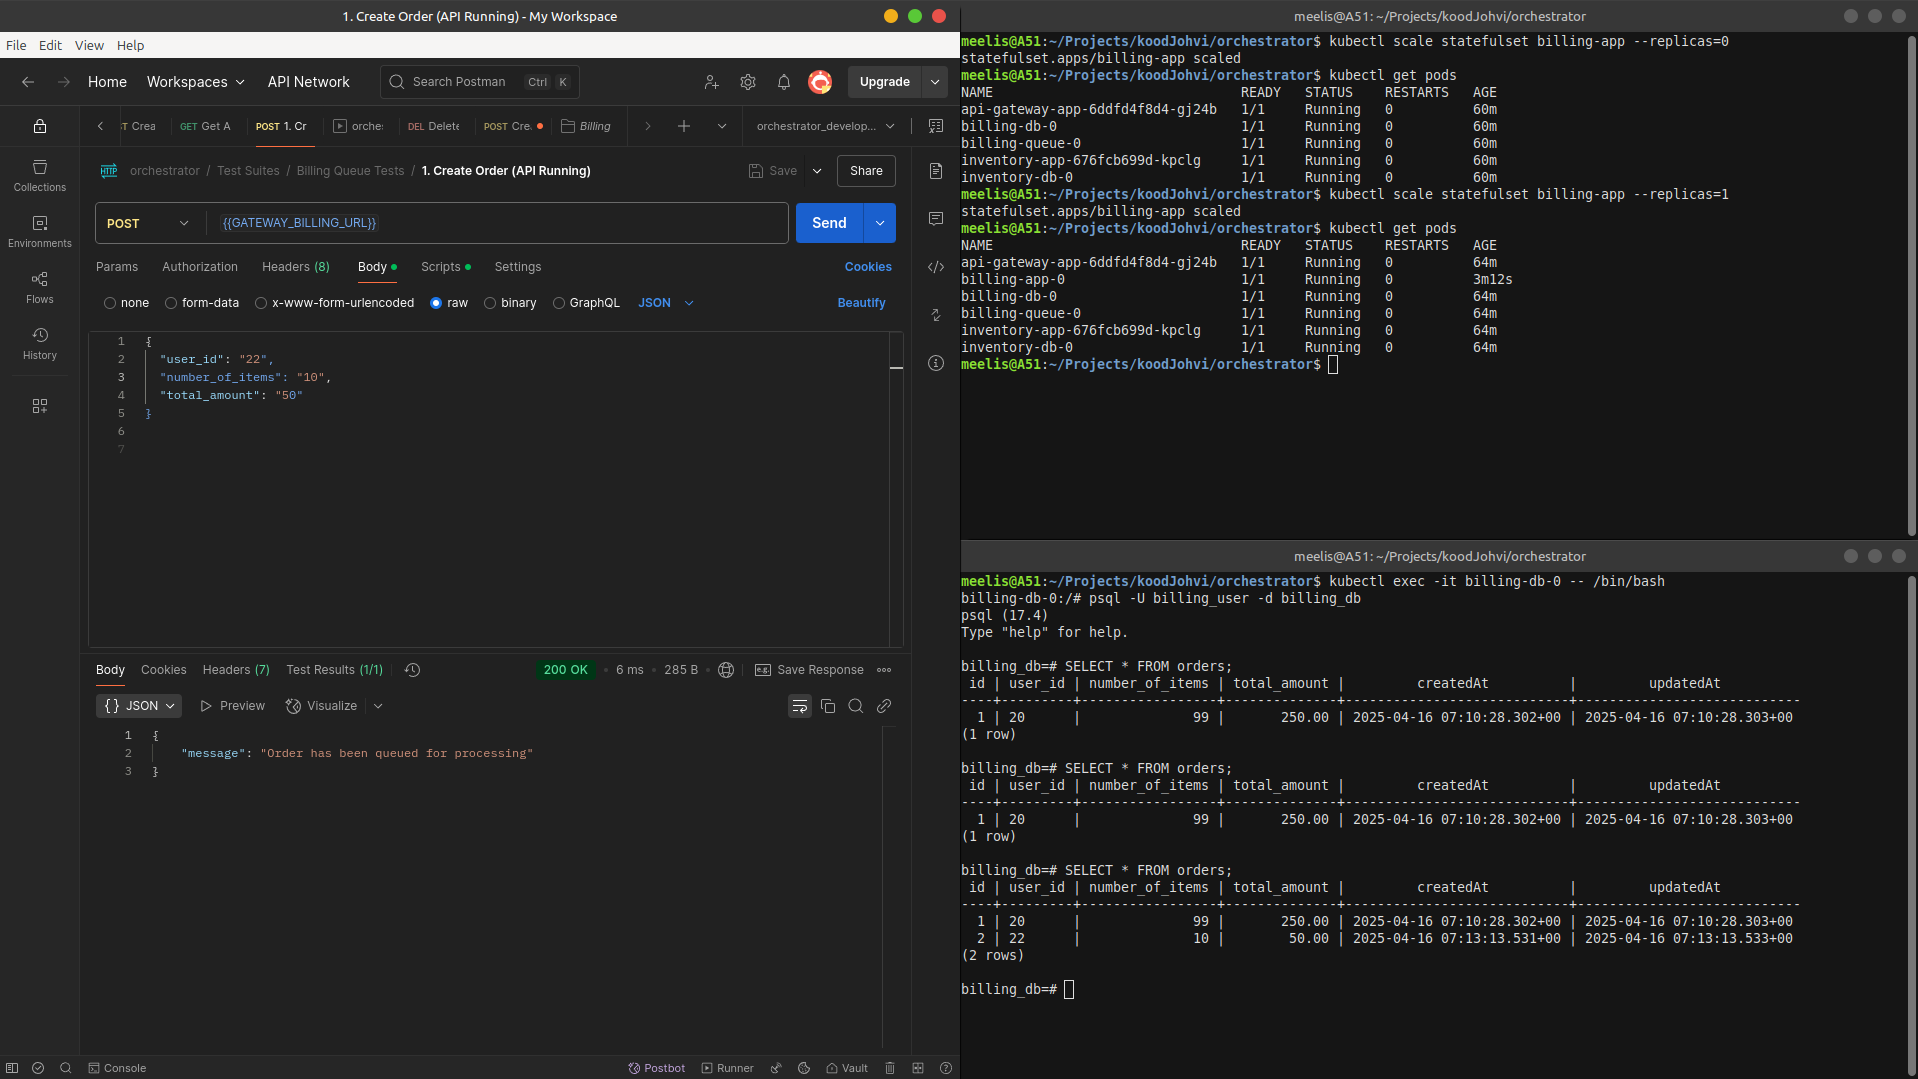 1. Create Order (API Running) - My Workspace
File Edit View Help
Home Workspaces API Network Search Postman Ctrl K Upgrade
ST Crea GET Get A POST 1. Cr orche: DEL Delete POST Cre. Billing orchestrator_develop...
orchestrator / Test Suites / Billing Queue Tests / 1. Create Order (API Running) Save Share
Collections
Environments
Flows
History
POST {{GATEWAY_BILLING_URL}} Send
Params Authorization Headers (8) Body Scripts Settings Cookies
none form-data x-www-form-urlencoded raw binary GraphQL JSON Beautify
1 {
2 "user_id": "22",
3 "number_of_items": "10",
4 "total_amount": "50"
5 }
6
7
Body Cookies Headers (7) Test Results (1/1) 200 OK • 6 ms • 285 B • e.g. Save Response
{} JSON Preview Visualize
1 {
2 "message": "Order has been queued for processing"
3 }
Console Postbot Runner Vault
meelis@A51: ~/Projects/koodJohvi/orchestrator
meelis@A51:~/Projects/koodJohvi/orchestrator$ kubectl scale statefulset billing-app --replicas=0
statefulset.apps/billing-app scaled
meelis@A51:~/Projects/koodJohvi/orchestrator$ kubectl get pods
NAME READY STATUS RESTARTS AGE
api-gateway-app-6ddfd4f8d4-gj24b 1/1 Running 0 60m
billing-db-0 1/1 Running 0 60m
billing-queue-0 1/1 Running 0 60m
inventory-app-676fcb699d-kpclg 1/1 Running 0 60m
inventory-db-0 1/1 Running 0 60m
meelis@A51:~/Projects/koodJohvi/orchestrator$ kubectl scale statefulset billing-app --replicas=1
statefulset.apps/billing-app scaled
meelis@A51:~/Projects/koodJohvi/orchestrator$ kubectl get pods
NAME READY STATUS RESTARTS AGE
api-gateway-app-6ddfd4f8d4-gj24b 1/1 Running 0 64m
billing-app-0 1/1 Running 0 3m12s
billing-db-0 1/1 Running 0 64m
billing-queue-0 1/1 Running 0 64m
inventory-app-676fcb699d-kpclg 1/1 Running 0 64m
inventory-db-0 1/1 Running 0 64m
meelis@A51:~/Projects/koodJohvi/orchestrator$
meelis@A51: ~/Projects/koodJohvi/orchestrator
meelis@A51:~/Projects/koodJohvi/orchestrator$ kubectl exec -it billing-db-0 -- /bin/bash
billing-db-0:/# psql -U billing_user -d billing_db
psql (17.4)
Type "help" for help.
billing_db=# SELECT * FROM orders;
id | user_id | number_of_items | total_amount | createdAt | updatedAt
----+---------+-----------------+--------------+----------------------------+----------------------------
1 | 20 | 99 | 250.00 | 2025-04-16 07:10:28.302+00 | 2025-04-16 07:10:28.303+00
(1 row)
billing_db=# SELECT * FROM orders;
id | user_id | number_of_items | total_amount | createdAt | updatedAt
----+---------+-----------------+--------------+----------------------------+----------------------------
1 | 20 | 99 | 250.00 | 2025-04-16 07:10:28.302+00 | 2025-04-16 07:10:28.303+00
(1 row)
billing_db=# SELECT * FROM orders;
id | user_id | number_of_items | total_amount | createdAt | updatedAt
----+---------+-----------------+--------------+----------------------------+----------------------------
1 | 20 | 99 | 250.00 | 2025-04-16 07:10:28.302+00 | 2025-04-16 07:10:28.303+00
2 | 22 | 10 | 50.00 | 2025-04-16 07:13:13.531+00 | 2025-04-16 07:13:13.533+00
(2 rows)
billing_db=#